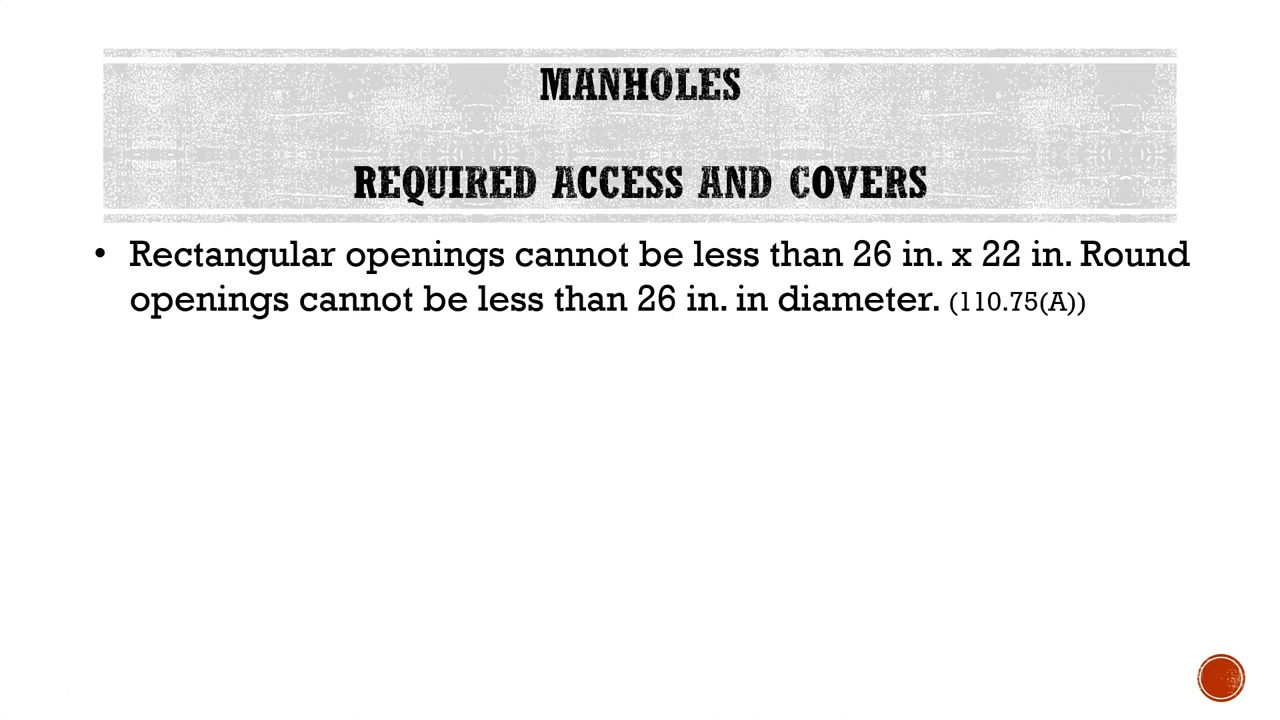 MANHOLES
REQUIRED ACCESS AND COVERS
• Rectangular openings cannot be less than 26 in. x 22 in. Round
openings cannot be less than 26 in. in diameter. (110.75(A))